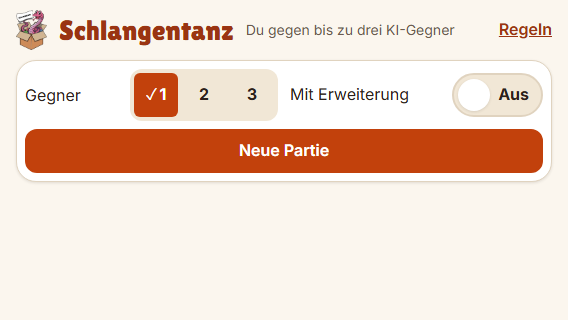 Schlangentanz Du gegen bis zu drei KI-Gegner Regeln
Gegner ✓1 2 3 Mit Erweiterung Aus
Neue Partie